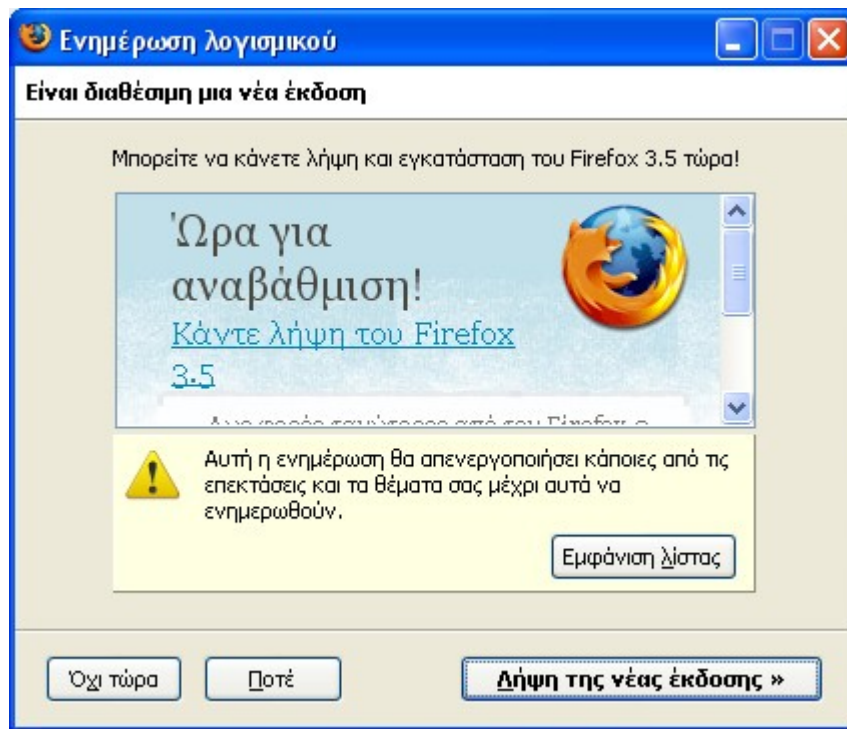 Ενημέρωση λογισμικού
Είναι διαθέσιμη μια νέα έκδοση
Μπορείτε να κάνετε λήψη και εγκατάσταση του Firefox 3.5 τώρα!
Ώρα για
αναβάθμιση!
Κάντε λήψη του Firefox
3.5
Αυτή η ενημέρωση θα απενεργοποιήσει κάποιες από τις
επεκτάσεις και τα θέματα σας μέχρι αυτά να
ενημερωθούν.
Εμφάνιση λίστας
Όχι τώρα
Ποτέ
Λήψη της νέας έκδοσης »